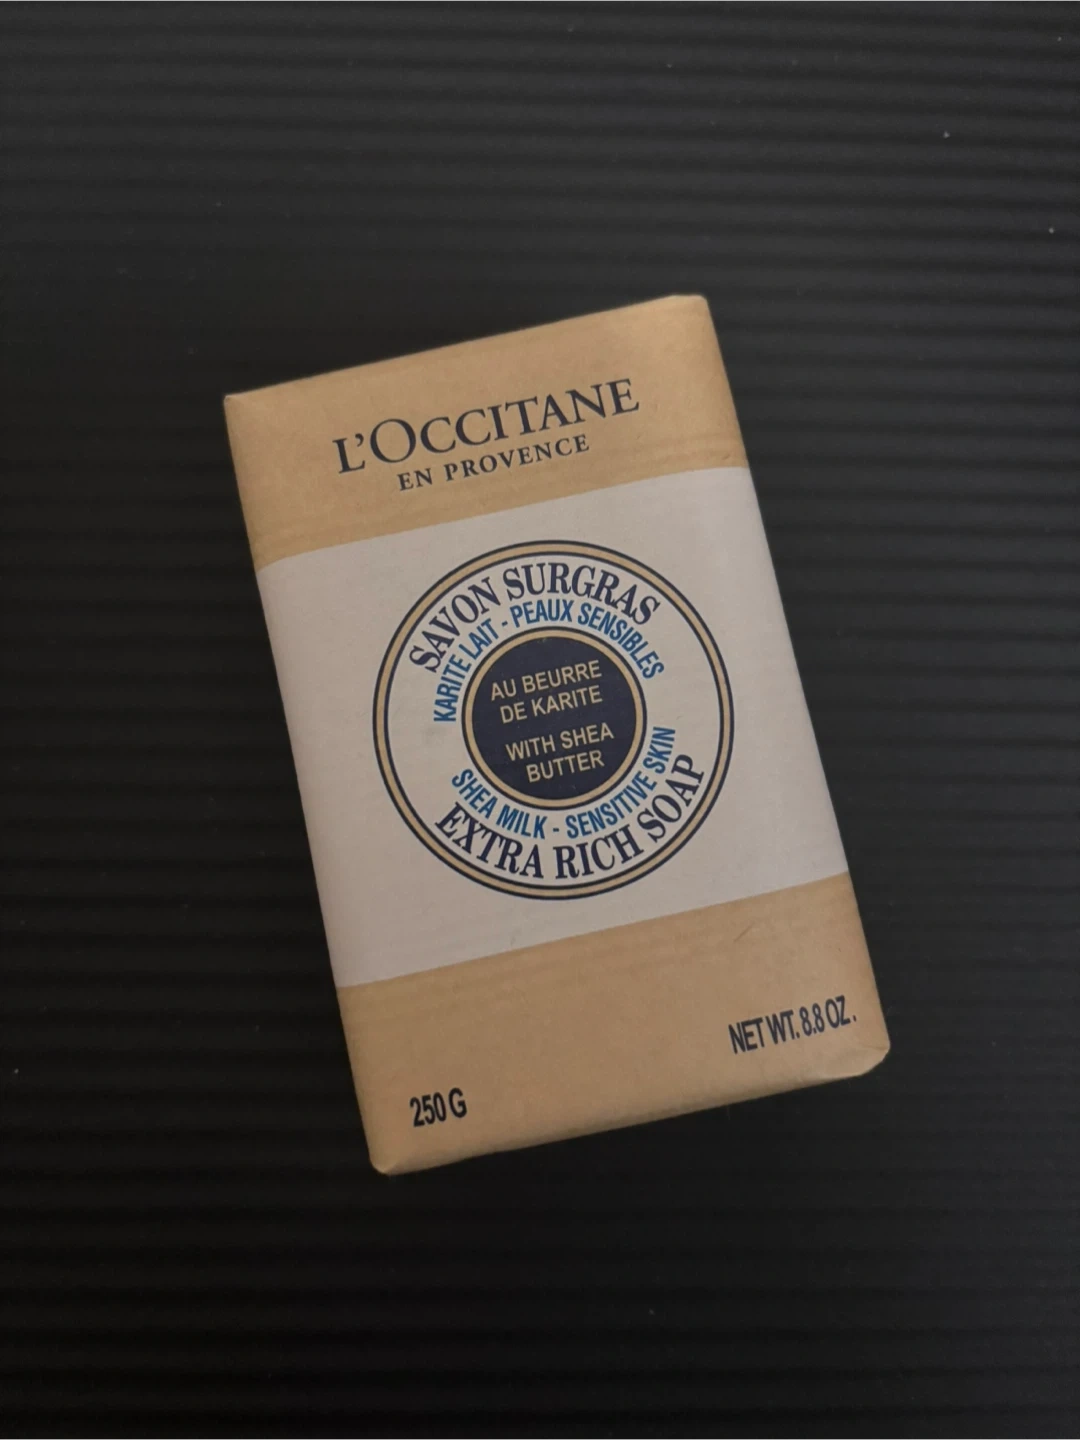 L'OCCITANE
EN PROVENCE
SAVON SURGRAS
KARITE LAIT - PEAUX SENSIBLES
AU BEURRE
DE KARITE
WITH SHEA
BUTTER
SHEA MILK - SENSITIVE SKIN
EXTRA RICH SOAP
250 G
NET WT. 8.8 OZ.